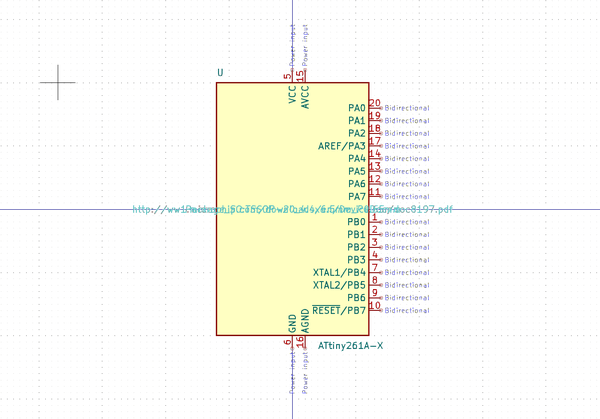 Power input Power input
5 15
U
VCC AVCC
PA0 20 Bidirectional
PA1 19 Bidirectional
PA2 18 Bidirectional
AREF/PA3 17 Bidirectional
PA4 14 Bidirectional
PA5 13 Bidirectional
PA6 12 Bidirectional
PA7 11 Bidirectional
PB0 1 Bidirectional
PB1 2 Bidirectional
PB2 3 Bidirectional
PB3 4 Bidirectional
XTAL1/PB4 7 Bidirectional
XTAL2/PB5 8 Bidirectional
PB6 9 Bidirectional
RESET/PB7 10 Bidirectional
GND AGND
6 16
ATtiny261A-X
Power input Power input